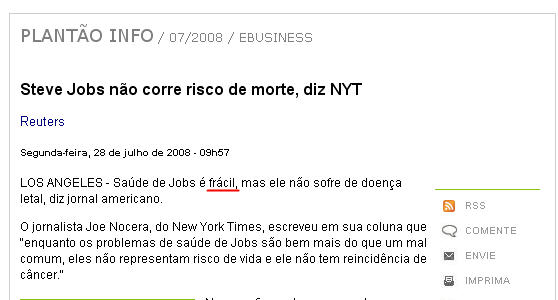 PLANTÃO INFO / 07/2008 / EBUSINESS
Steve Jobs não corre risco de morte, diz NYT
Reuters
Segunda-feira, 28 de julho de 2008 - 09h57
LOS ANGELES - Saúde de Jobs é frácil, mas ele não sofre de doença
letal, diz jornal americano.
O jornalista Joe Nocera, do New York Times, escreveu em sua coluna que
"enquanto os problemas de saúde de Jobs são bem mais do que um mal
comum, eles não representam risco de vida e ele não tem reincidência de
câncer."
RSS
COMENTE
ENVIE
IMPRIMA